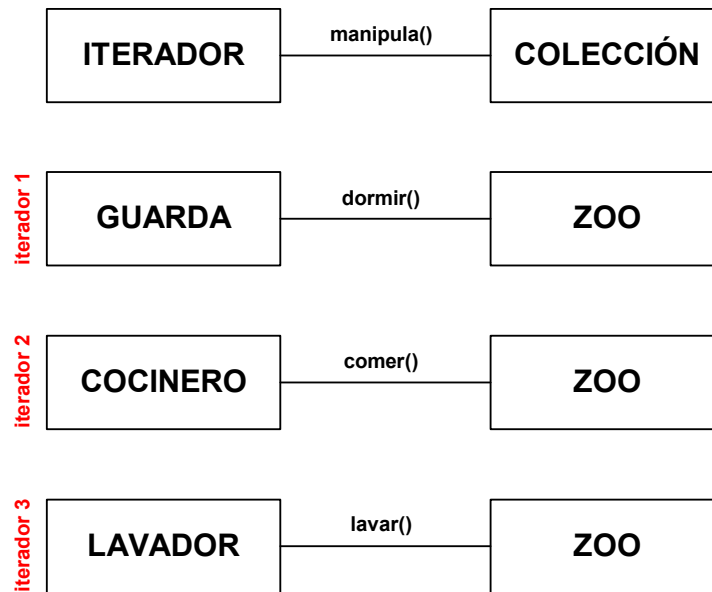 ITERADOR
manipula()
COLECCIÓN
iterador 1
GUARDA
dormir()
ZOO
iterador 2
COCINERO
comer()
ZOO
iterador 3
LAVADOR
lavar()
ZOO